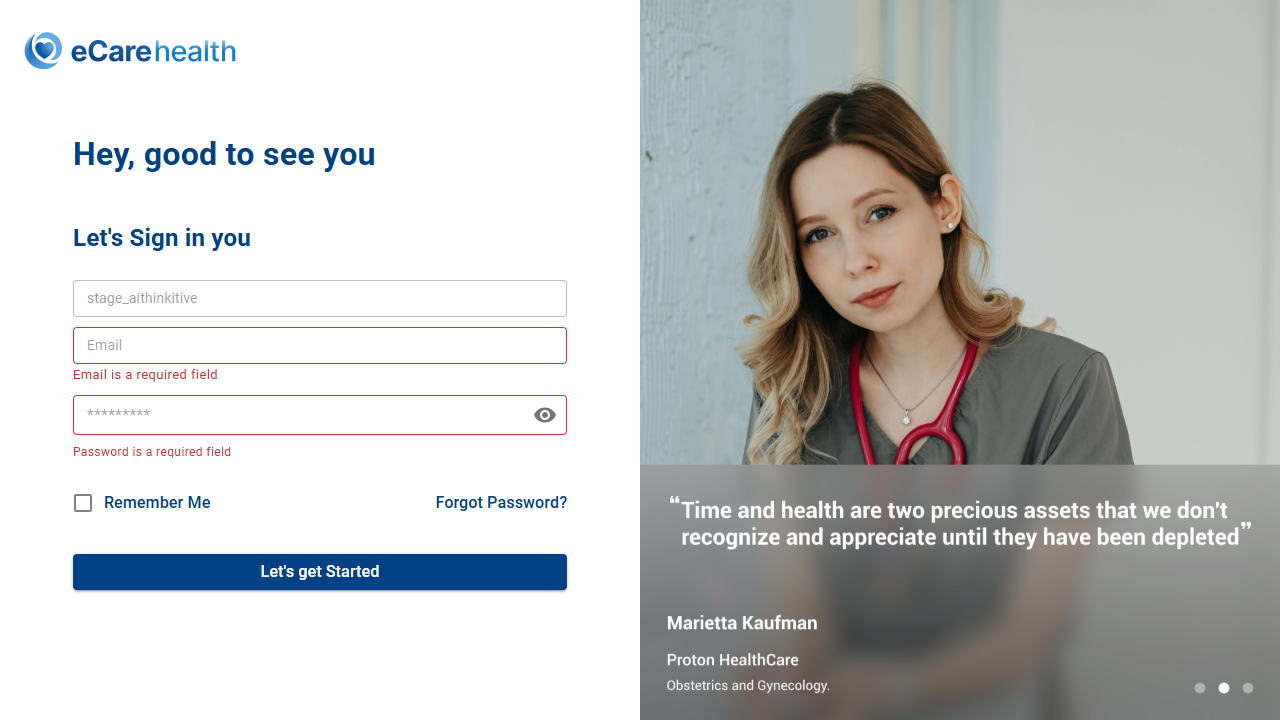 eCarehealth
Hey, good to see you
Let's Sign in you
stage_aithinkitive
Email
Email is a required field
*********
Password is a required field
Remember Me
Forgot Password?
Let's get Started
“Time and health are two precious assets that we don't
recognize and appreciate until they have been depleted”
Marietta Kaufman
Proton HealthCare
Obstetrics and Gynecology.